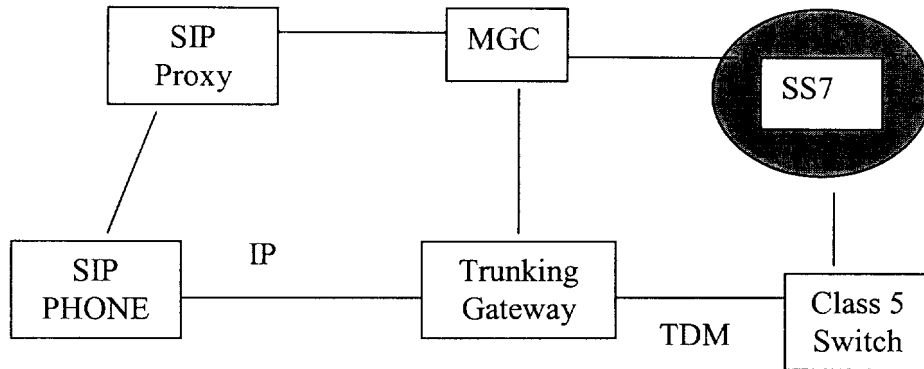 SIP
Proxy
MGC
SS7
SIP
PHONE
IP
Trunking
Gateway
TDM
Class 5
Switch